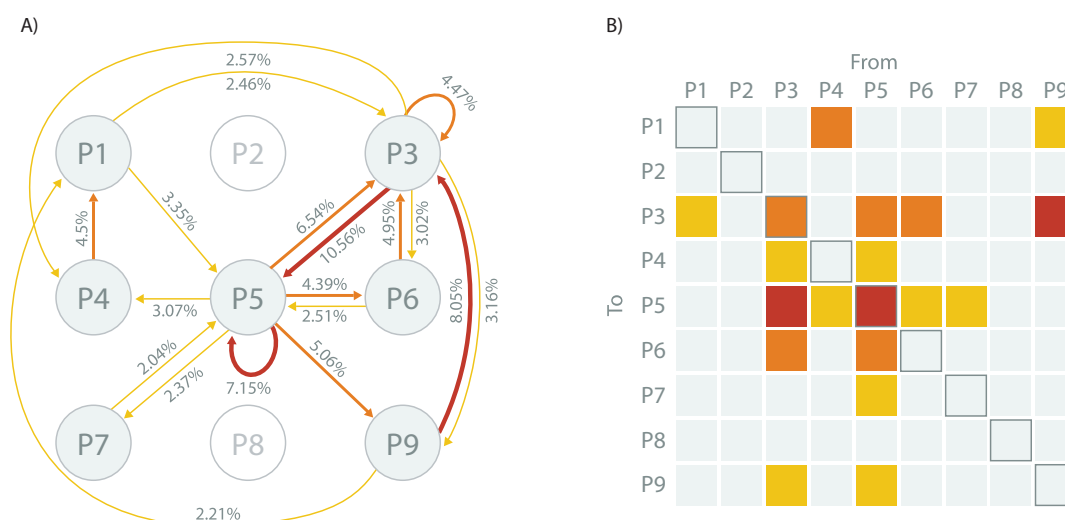 A)
B)
2.57%
2.46%
4.47%
P1
P2
P3
3.35%
6.54%
10.56%
4.95%
3.02%
4.5%
P4
P5
P6
3.07%
4.39%
2.51%
8.05%
3.16%
2.04%
2.37%
7.15%
5.06%
P7
P8
P9
2.21%
From
P1 P2 P3 P4 P5 P6 P7 P8 P9
To
P1
P2
P3
P4
P5
P6
P7
P8
P9